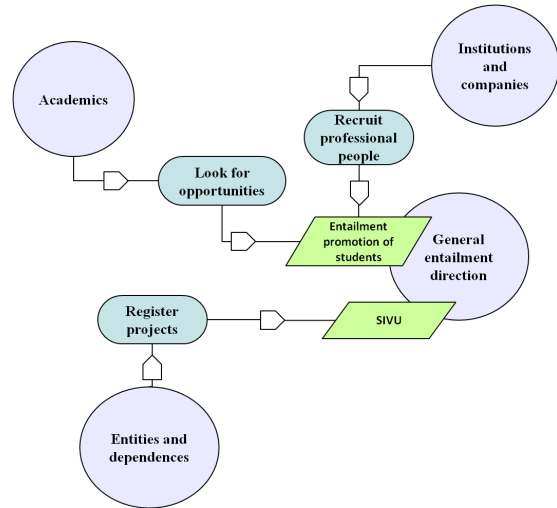 Institutions
and
companies
Academics
Recruit
professional
people
Look for
opportunities
Entailment
promotion of
students
General
entailment
direction
Register
projects
SIVU
Entities and
dependences